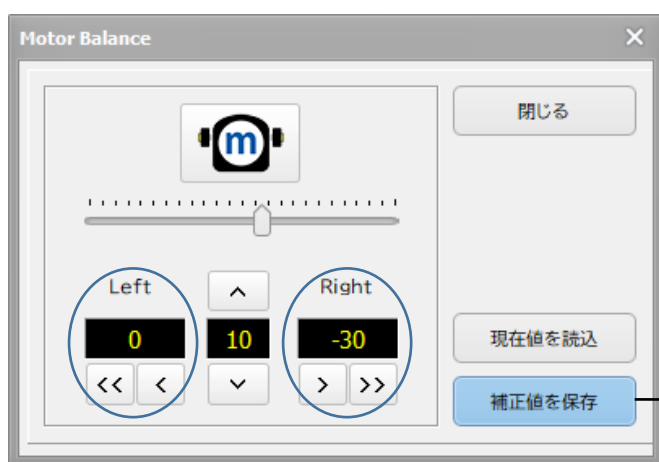 Motor Balance
閉じる
m
Left
Right
0
10
-30
<< <
> >>
現在値を読込
補正値を保存